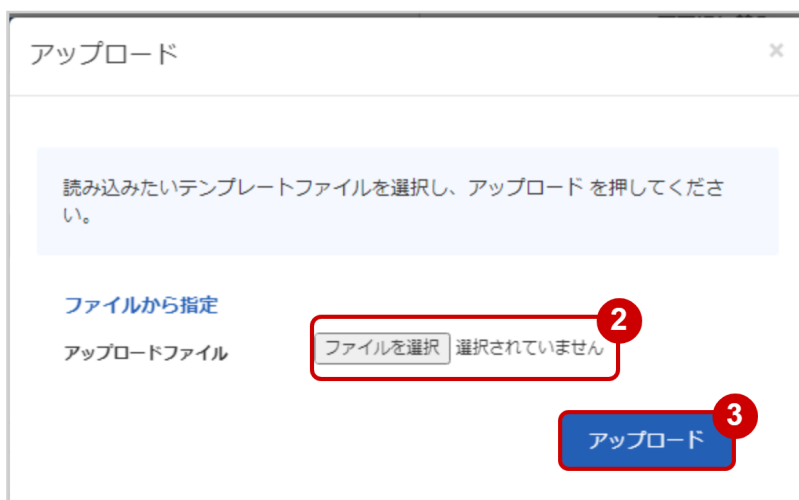 アップロード
×
読み込みたいテンプレートファイルを選択し、アップロード を押してくださ
い。
ファイルから指定
2
アップロードファイル
ファイルを選択 選択されていません
3
アップロード